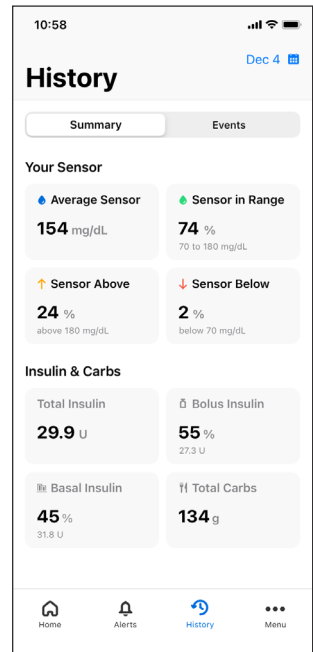 10:58
Dec 4
History
Summary Events
Your Sensor
Average Sensor Sensor in Range
154 mg/dL 74 %
70 to 180 mg/dL
Sensor Above Sensor Below
24 % 2 %
above 180 mg/dL below 70 mg/dL
Insulin & Carbs
Total Insulin Bolus Insulin
29.9 U 55 %
27.3 U
Basal Insulin Total Carbs
45 % 134 g
31.8 U
Home Alerts History Menu